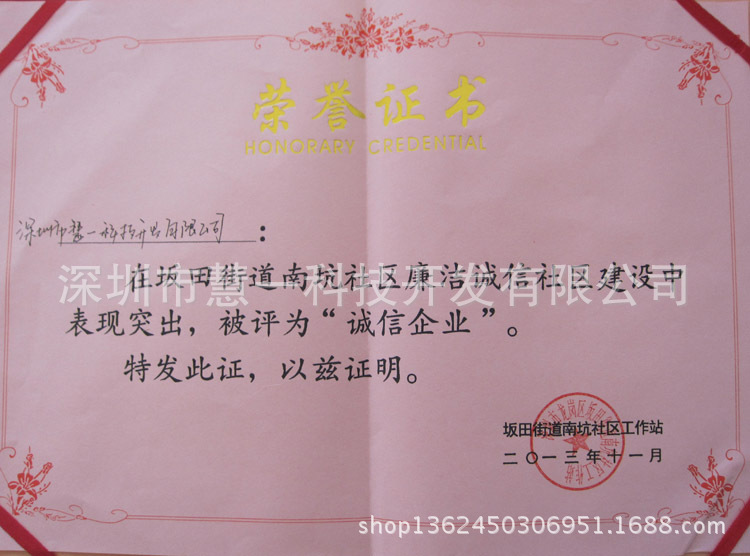 荣誉证书
HONORARY CREDENTIAL
深圳市慧一科技开发有限公司：
在坂田街道南坑社区廉洁诚信社区建设中
深圳市慧一科技开发有限公司
表现突出，被评为“诚信企业”。
特发此证，以兹证明。
坂田街道南坑社区工作站
二〇一三年十一月
shop1362450306951.1688.com